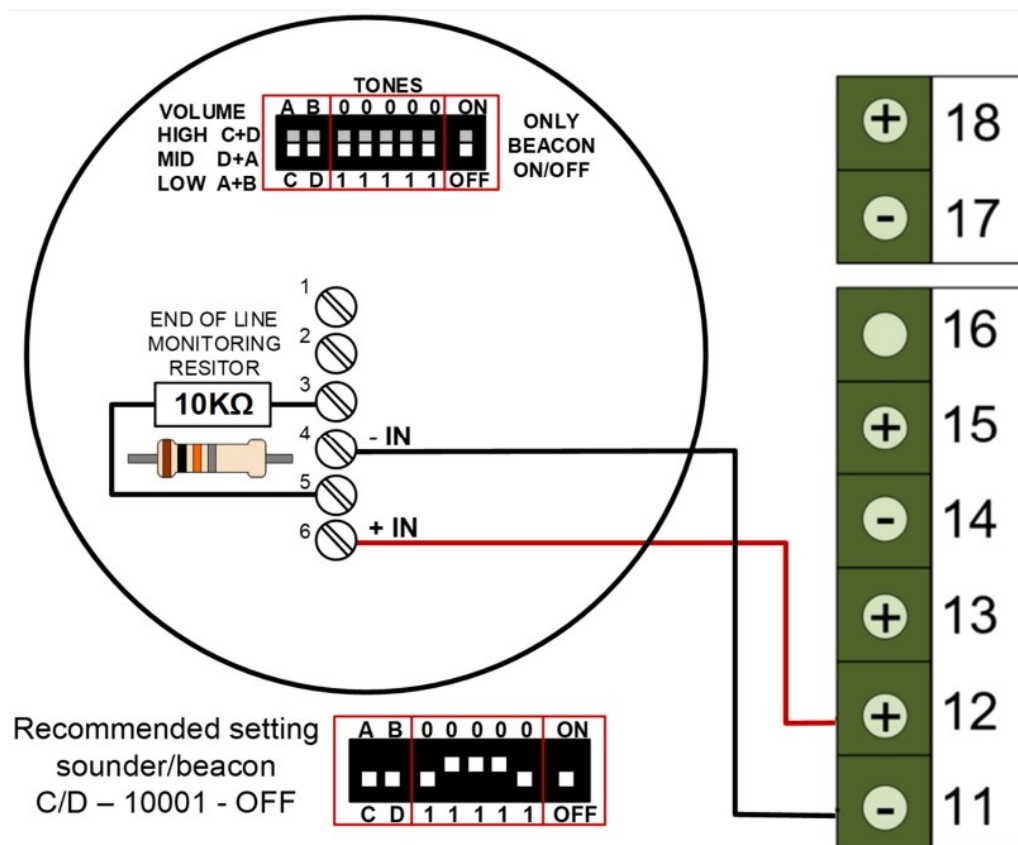 TONES
VOLUME A B 0 0 0 0 0 ON
HIGH C+D
MID D+A
LOW A+B
C D 1 1 1 1 1 OFF
ONLY
BEACON
ON/OFF
1
2
3
4
5
6
END OF LINE
MONITORING
RESITOR
10KΩ
- IN
+ IN
+ 18
- 17
16
+ 15
- 14
+ 13
+ 12
- 11
Recommended setting
sounder/beacon
C/D – 10001 - OFF
A B 0 0 0 0 0 ON
C D 1 1 1 1 1 OFF